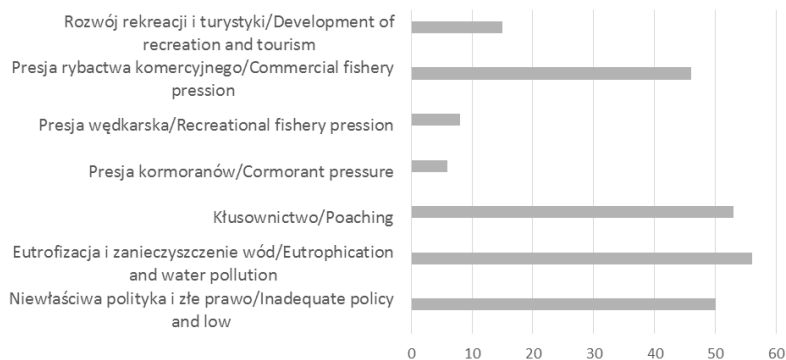 Rozwój rekreacji i turystyki/Development of
recreation and tourism
Presja rybactwa komercyjnego/Commercial fishery
pression
Presja wędkarska/Recreational fishery pression
Presja kormoranów/Cormorant pressure
Kłusownictwo/Poaching
Eutrofizacja i zanieczyszczenie wód/Eutrophication
and water pollution
Niewłaściwa polityka i złe prawo/Inadequate policy
and low
0 10 20 30 40 50 60